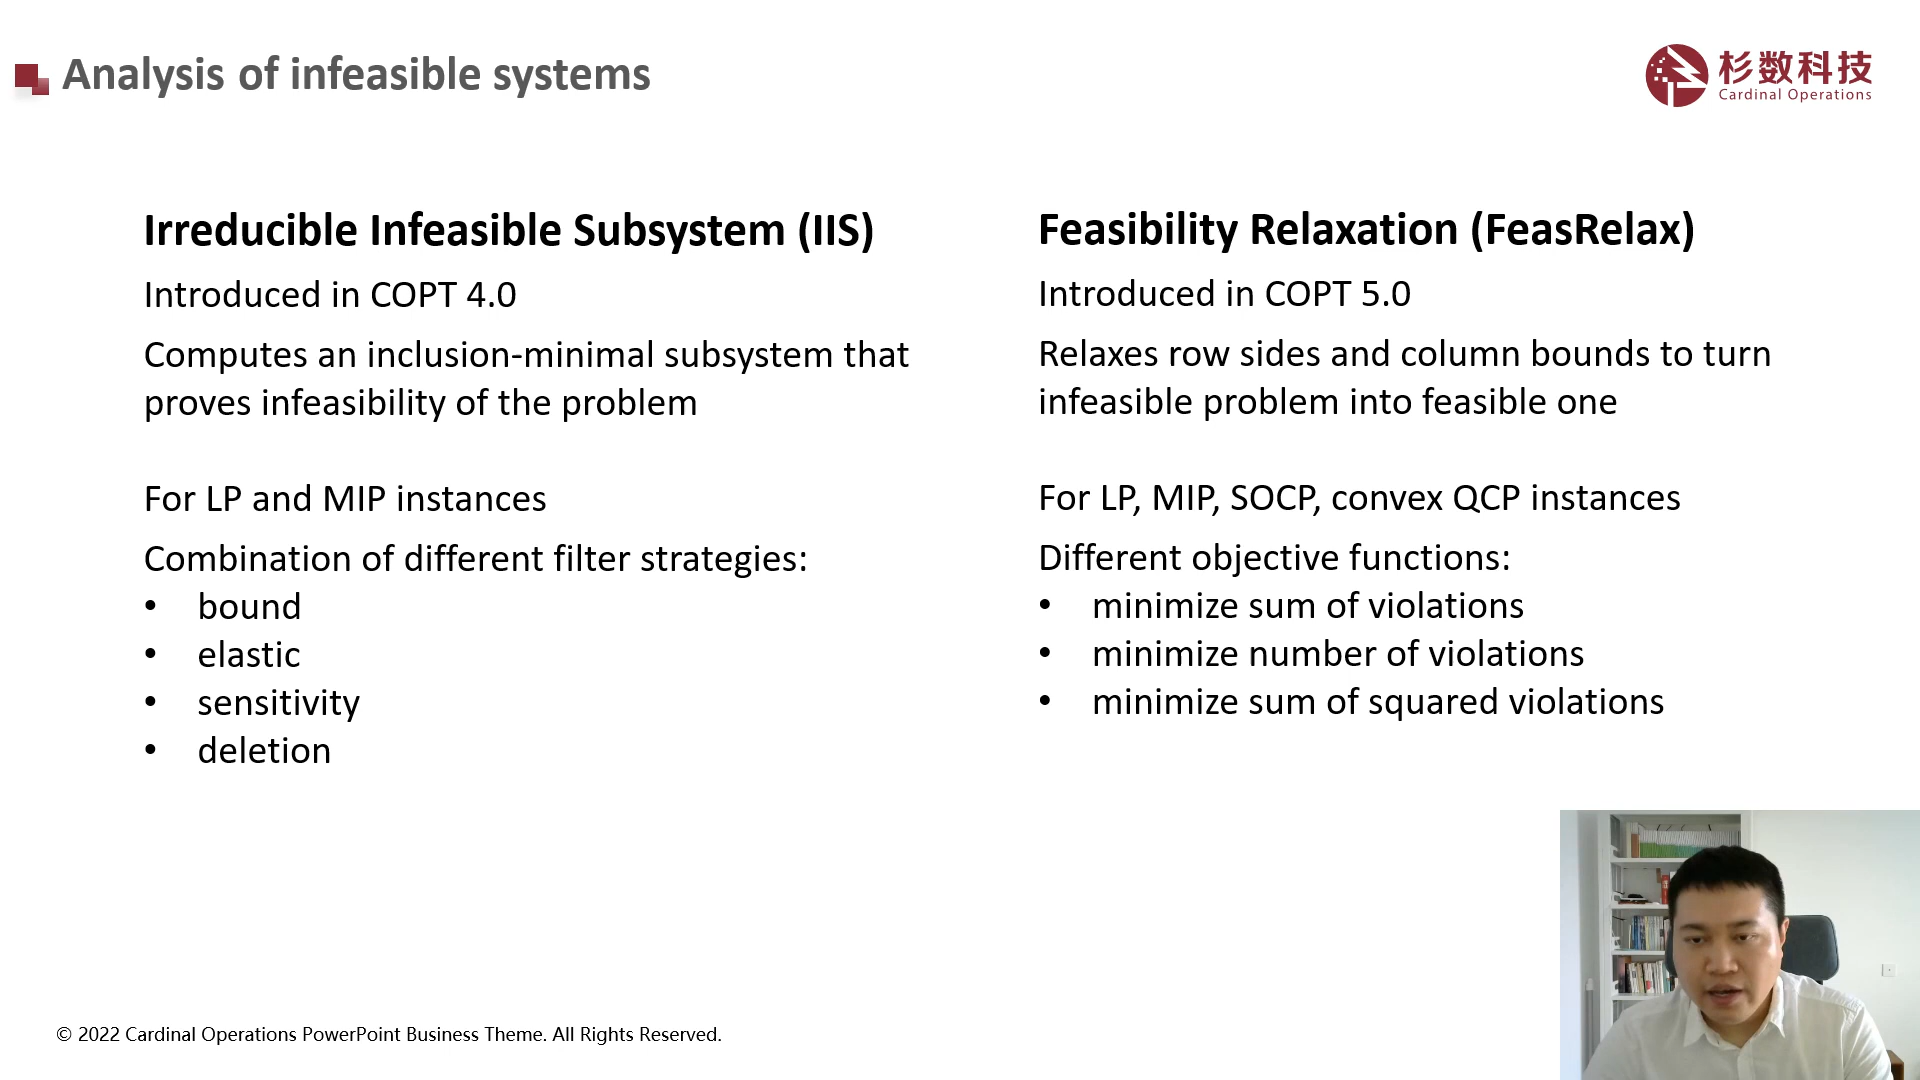 Analysis of infeasible systems
杉数科技
Cardinal Operations
Irreducible Infeasible Subsystem (IIS)
Introduced in COPT 4.0
Computes an inclusion-minimal subsystem that
proves infeasibility of the problem
For LP and MIP instances
Combination of different filter strategies:
• bound
• elastic
• sensitivity
• deletion
Feasibility Relaxation (FeasRelax)
Introduced in COPT 5.0
Relaxes row sides and column bounds to turn
infeasible problem into feasible one
For LP, MIP, SOCP, convex QCP instances
Different objective functions:
• minimize sum of violations
• minimize number of violations
• minimize sum of squared violations
© 2022 Cardinal Operations PowerPoint Business Theme. All Rights Reserved.